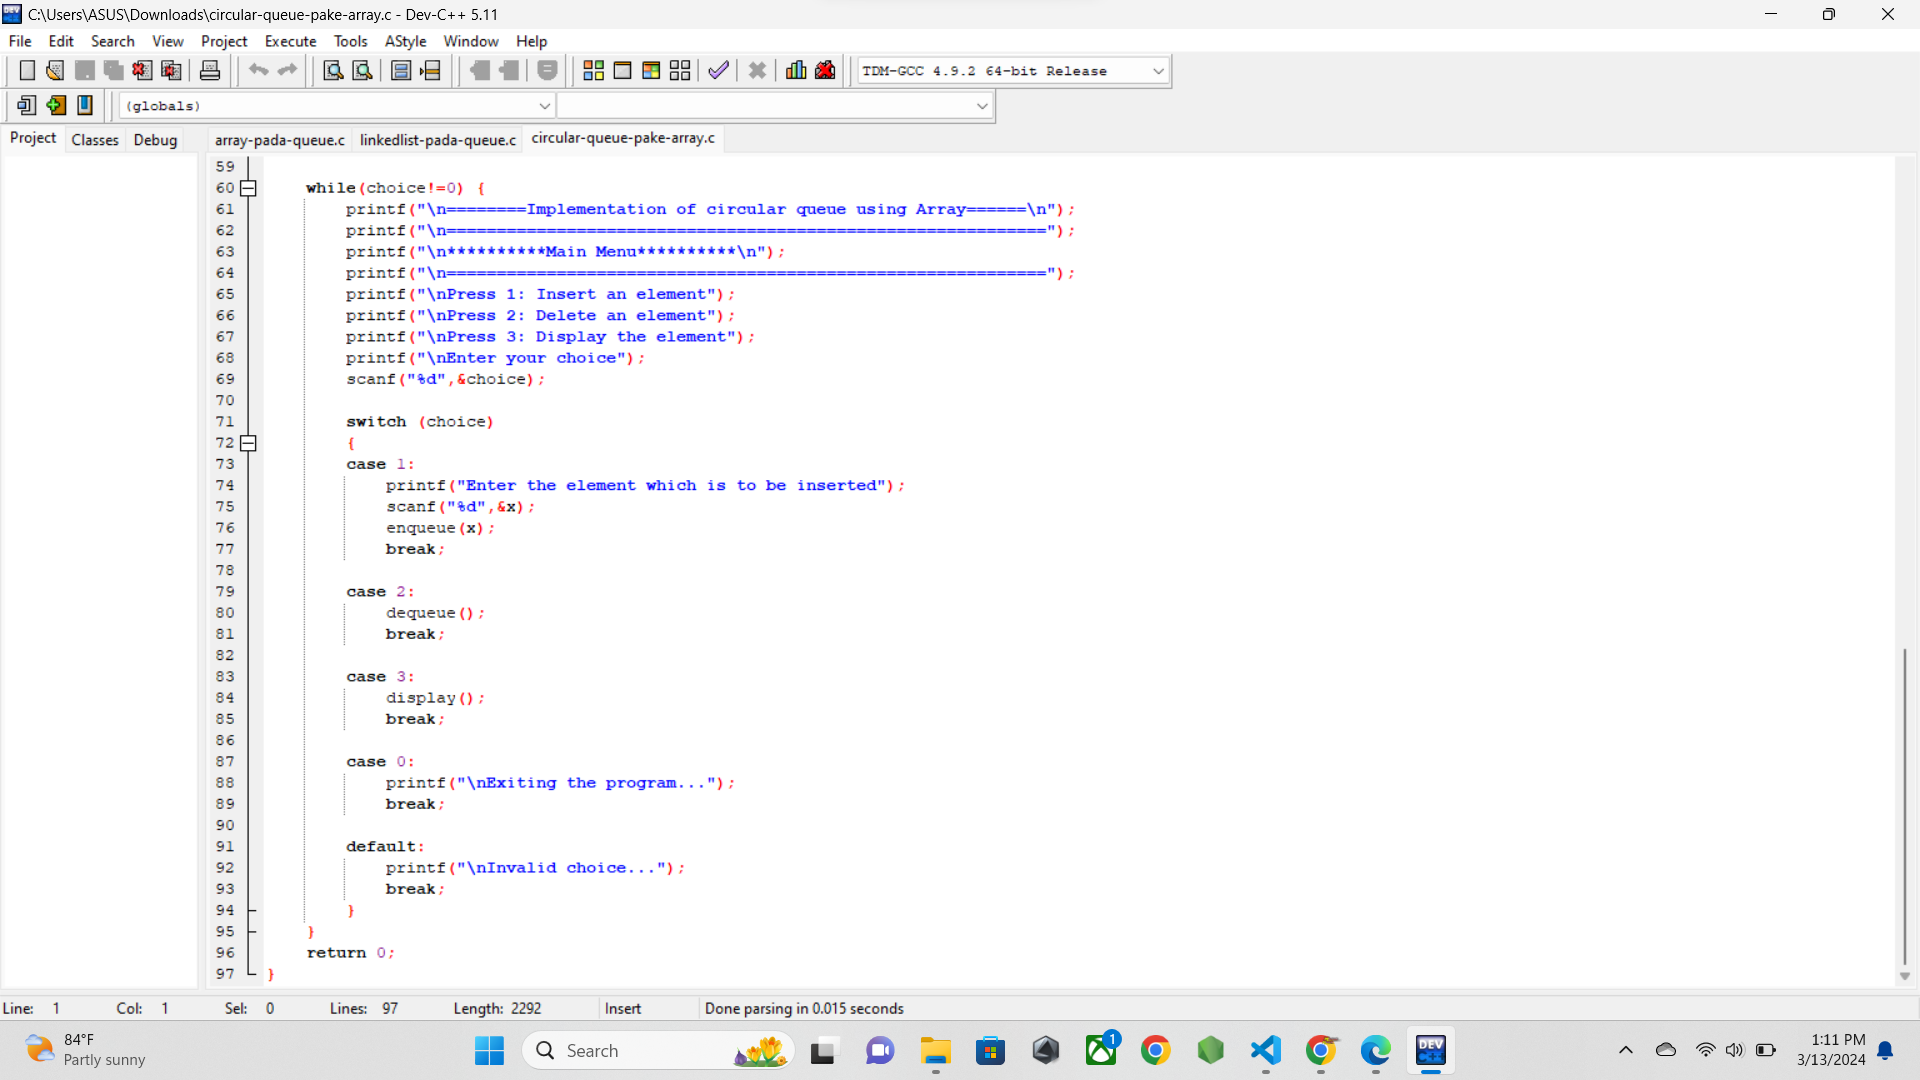 C:\Users\ASUS\Downloads\circular-queue-pake-array.c - Dev-C++ 5.11
File Edit Search View Project Execute Tools AStyle Window Help
TDM-GCC 4.9.2 64-bit Release
(globals)
Project Classes Debug array-pada-queue.c linkedlist-pada-queue.c circular-queue-pake-array.c
59
60 while(choice!=0) {
61 printf("\n========Implementation of circular queue using Array======\n");
62 printf("\n============================================================");
63 printf("\n**********Main Menu**********\n");
64 printf("\n============================================================");
65 printf("\nPress 1: Insert an element");
66 printf("\nPress 2: Delete an element");
67 printf("\nPress 3: Display the element");
68 printf("\nEnter your choice");
69 scanf("%d",&choice);
70
71 switch (choice)
72 {
73 case 1:
74 printf("Enter the element which is to be inserted");
75 scanf("%d",&x);
76 enqueue(x);
77 break;
78
79 case 2:
80 dequeue();
81 break;
82
83 case 3:
84 display();
85 break;
86
87 case 0:
88 printf("\nExiting the program...");
89 break;
90
91 default:
92 printf("\nInvalid choice...");
93 break;
94 }
95 }
96 return 0;
97 }
Line: 1 Col: 1 Sel: 0 Lines: 97 Length: 2292 Insert Done parsing in 0.015 seconds
84°F
Partly sunny
Search
1
DEV C++
1:11 PM
3/13/2024